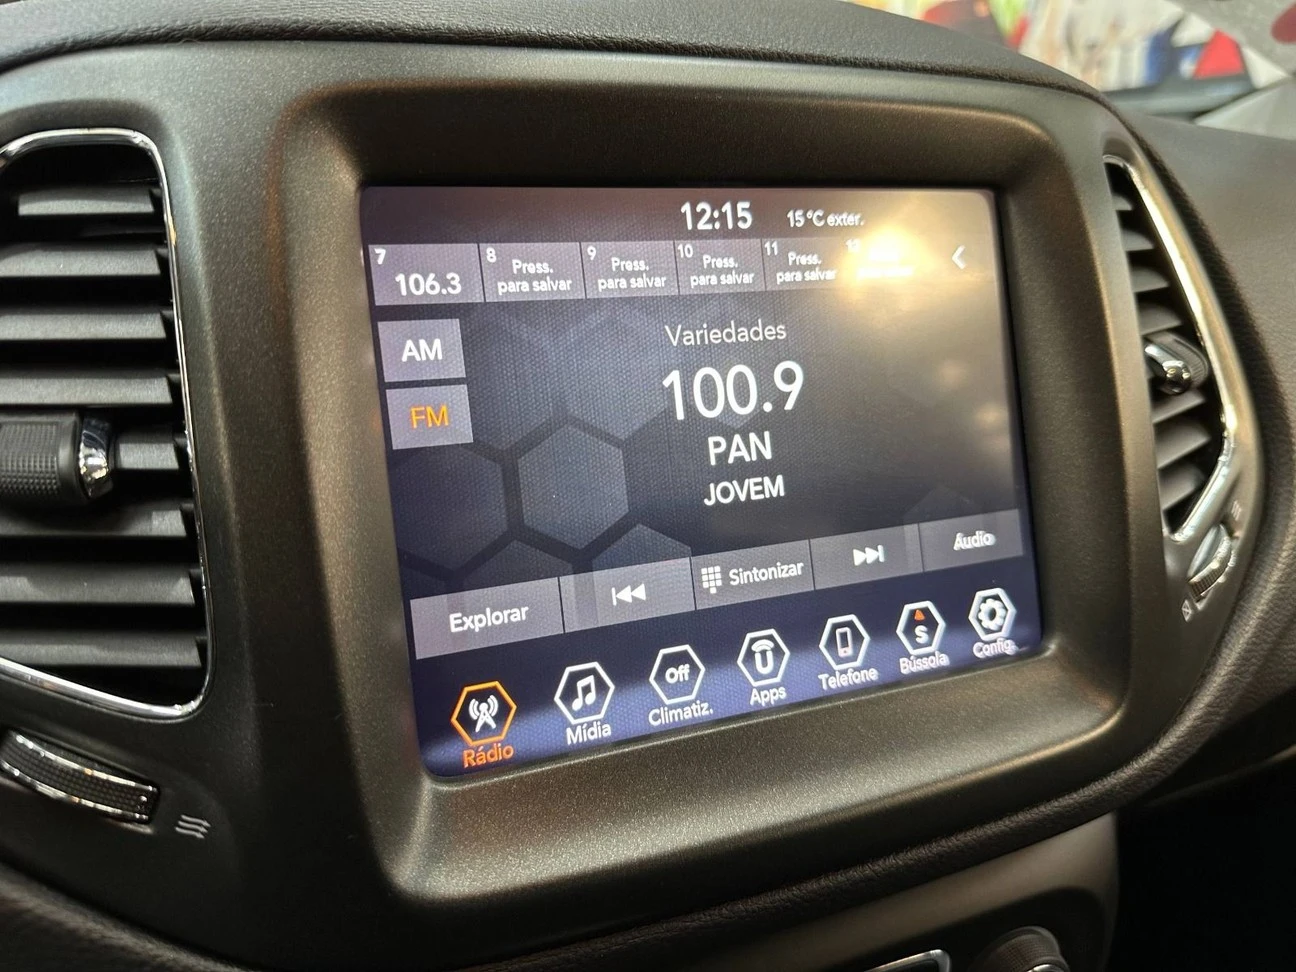 12:15 15°C exter.
7 106.3
8 Press. para salvar
9 Press. para salvar
10 Press. para salvar
11 Press. para salvar
AM
FM
Variedades
100.9
PAN
JOVEM
Explorar Sintonizar Áudio
Off S
Rádio Mídia Climatiz. Apps Telefone Bússola Config.